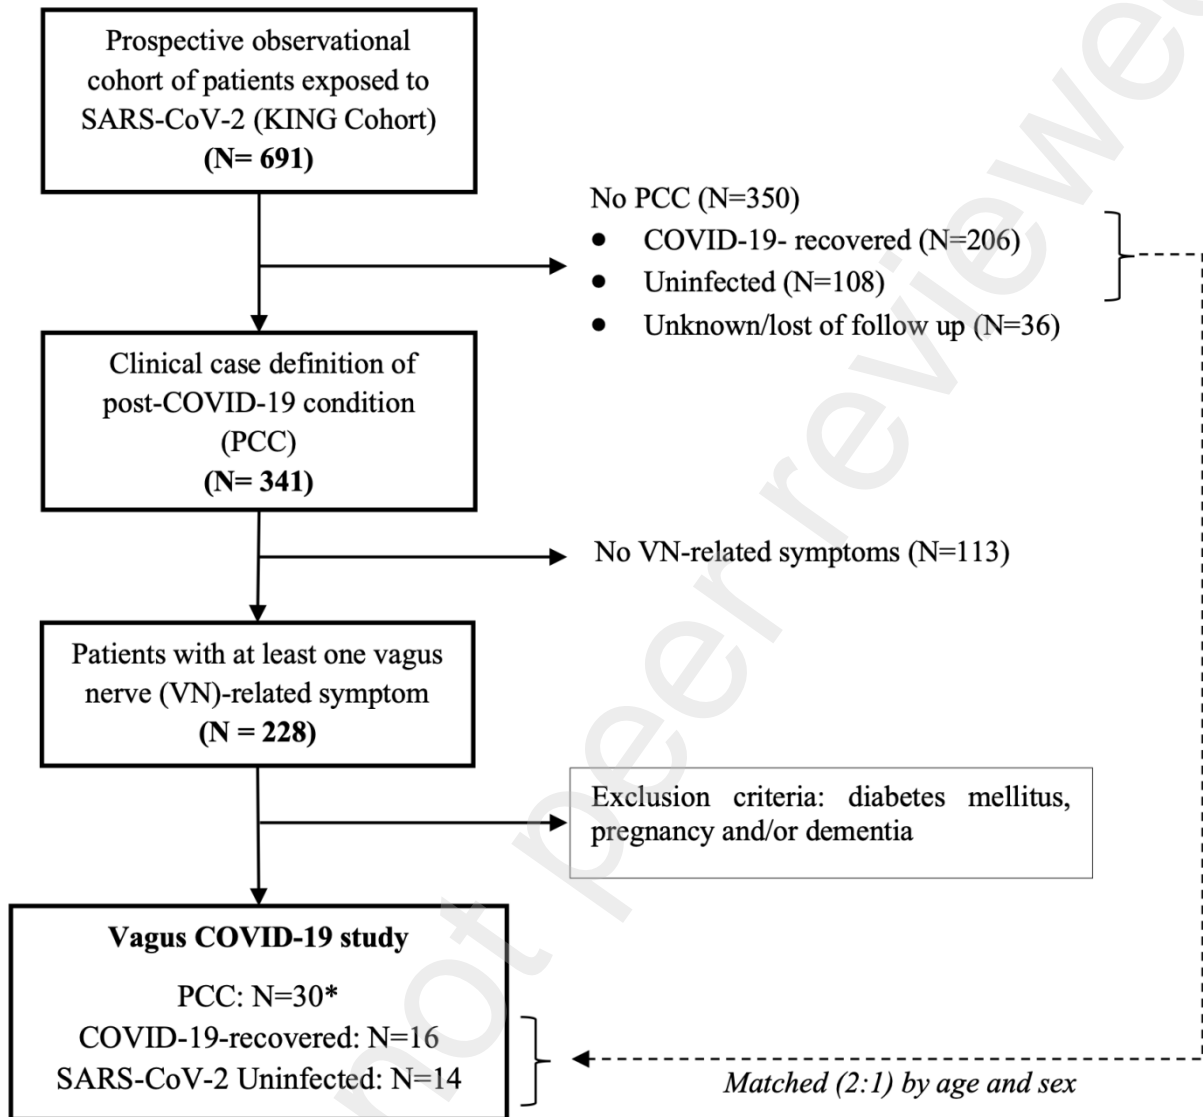 Prospective observational
cohort of patients exposed to
SARS-CoV-2 (KING Cohort)
(N= 691)
No PCC (N=350)
● COVID-19- recovered (N=206)
● Uninfected (N=108)
● Unknown/lost of follow up (N=36)
Clinical case definition of
post-COVID-19 condition
(PCC)
(N= 341)
No VN-related symptoms (N=113)
Patients with at least one vagus
nerve (VN)-related symptom
(N = 228)
Exclusion criteria: diabetes mellitus,
pregnancy and/or dementia
Vagus COVID-19 study
PCC: N=30*
COVID-19-recovered: N=16
SARS-CoV-2 Uninfected: N=14
Matched (2:1) by age and sex
not peer reviewed